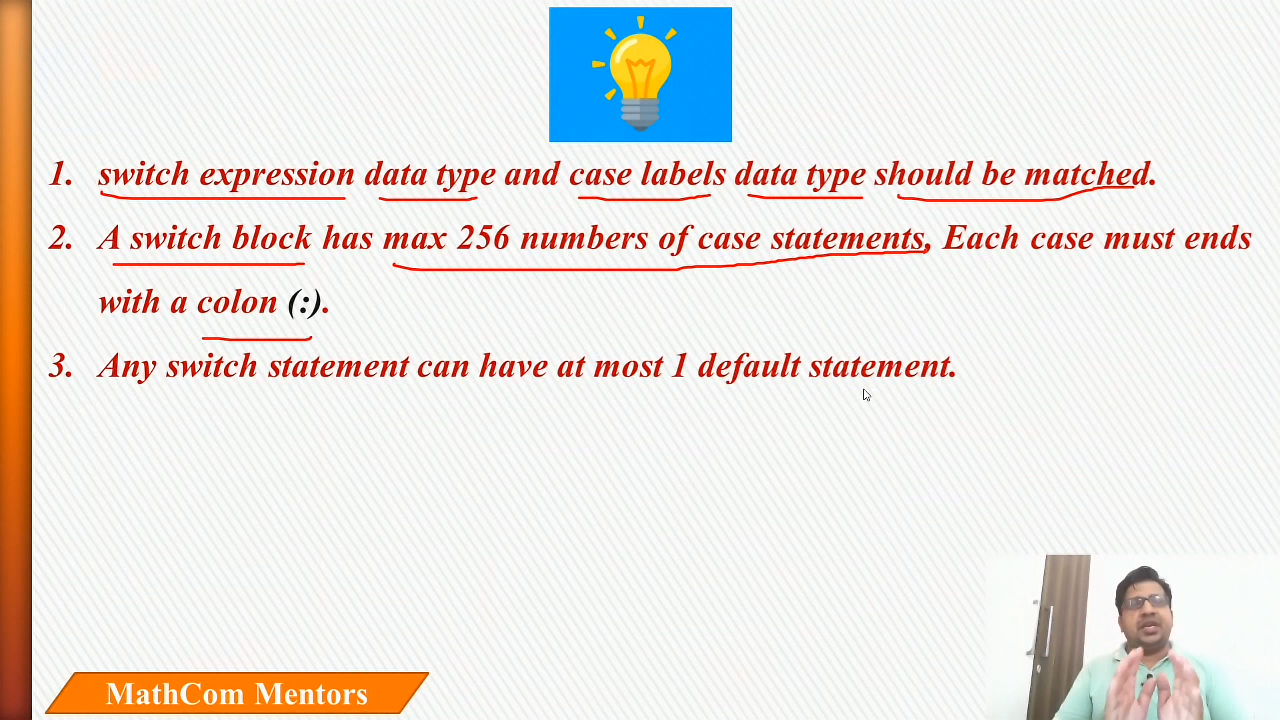 1. switch expression data type and case labels data type should be matched.
2. A switch block has max 256 numbers of case statements, Each case must ends
with a colon (:).
3. Any switch statement can have at most 1 default statement.
MathCom Mentors